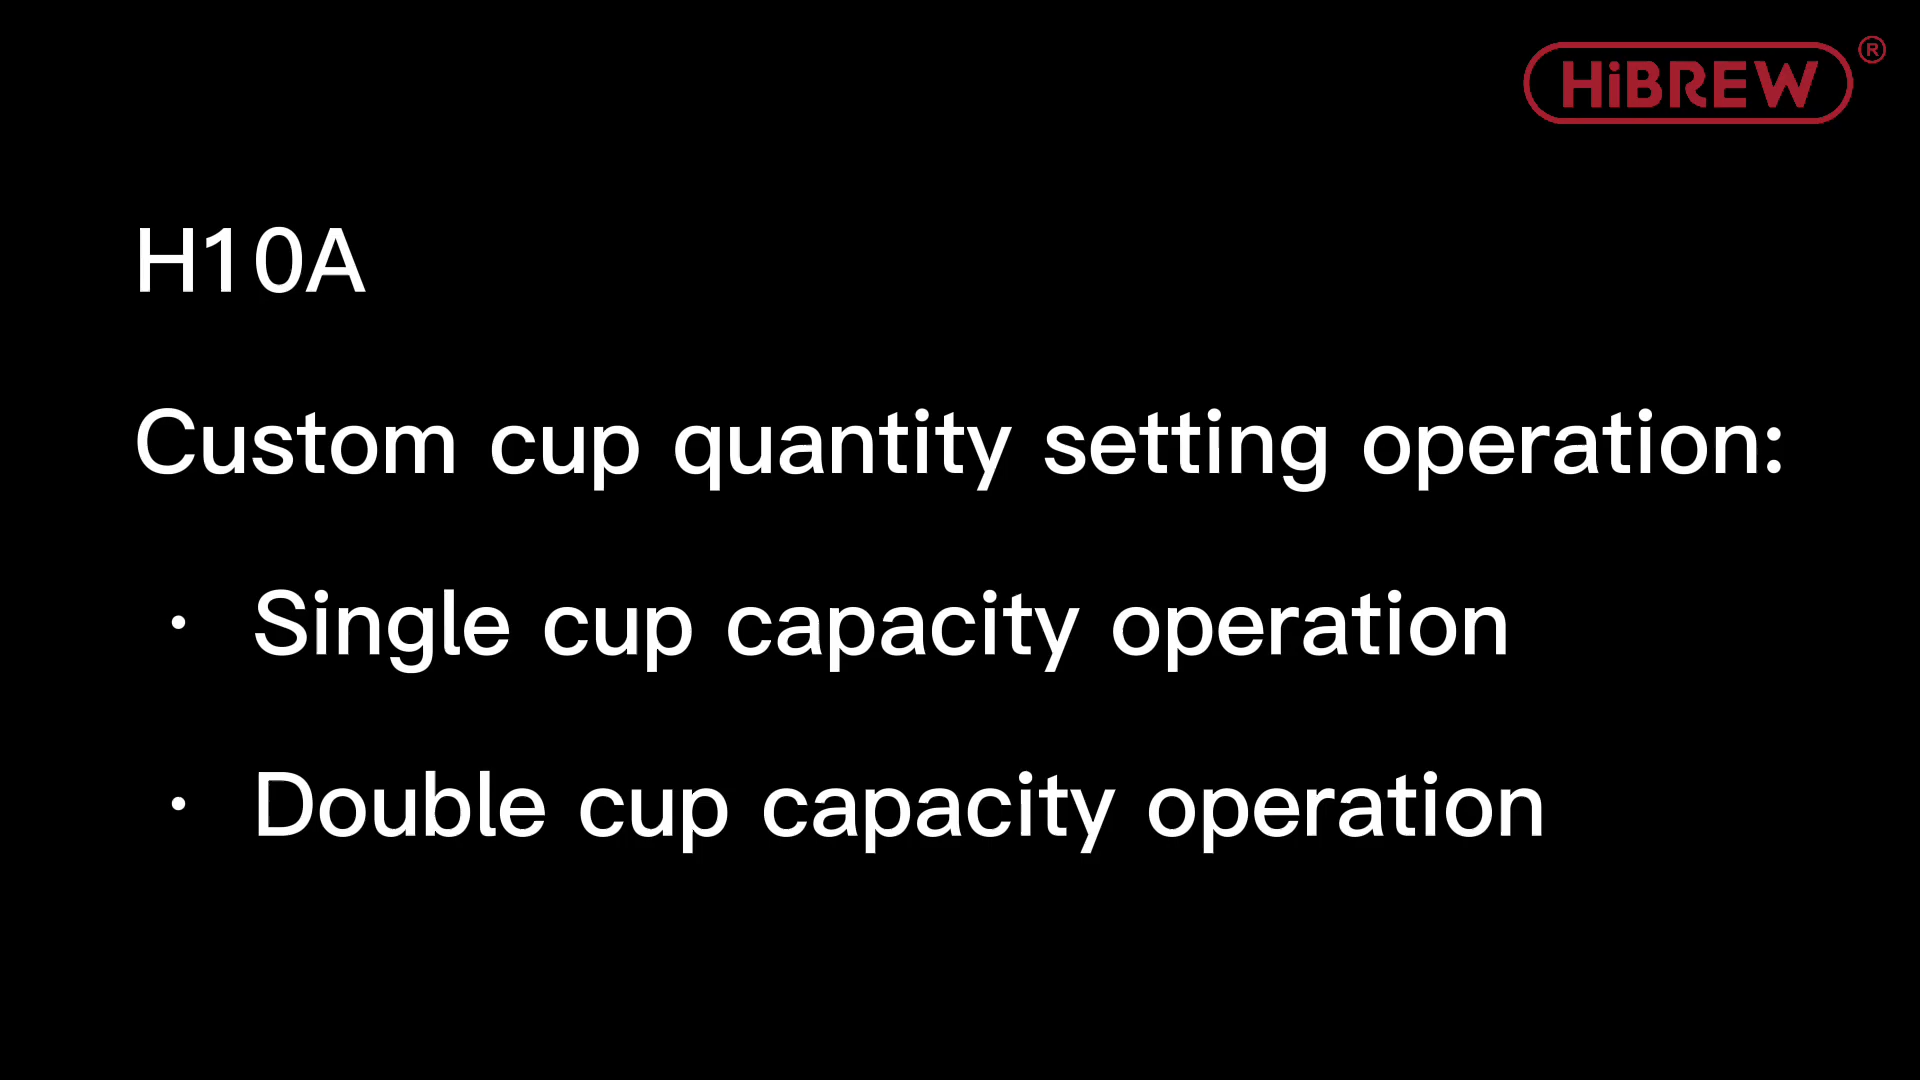 HiBREW®
H10A
Custom cup quantity setting operation:
· Single cup capacity operation
· Double cup capacity operation